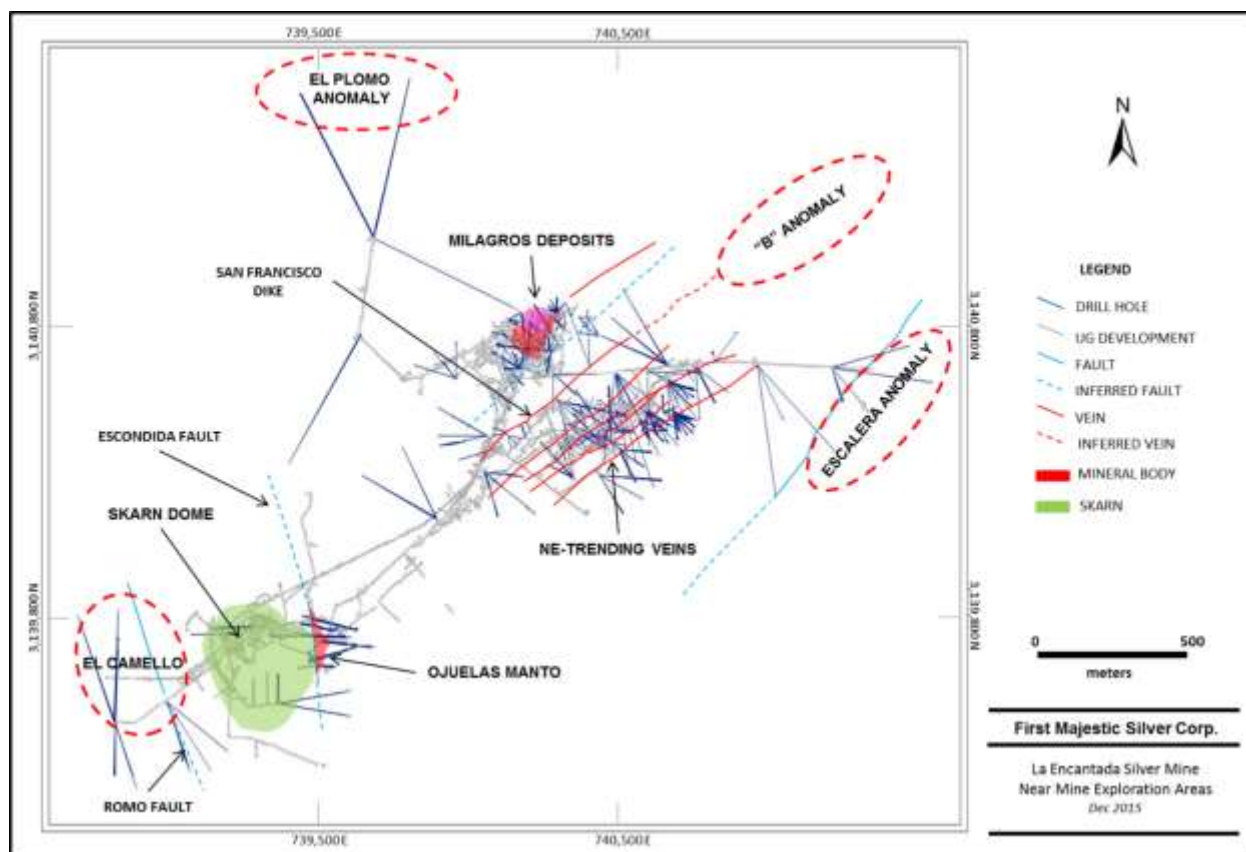 739,500E
740,500E
EL PLOMO
ANOMALY
N
"B" ANOMALY
MILAGROS DEPOSITS
SAN FRANCISCO
DIKE
3,140,800N
3,140,800N
ESCALERA ANOMALY
ESCONDIDA FAULT
SKARN DOME
NE-TRENDING VEINS
3,139,800N
3,139,800N
EL CAMELLO
OJUELAS MANTO
ROMO FAULT
739,500E
740,500E
LEGEND
DRILL HOLE
UG DEVELOPMENT
FAULT
INFERRED FAULT
VEIN
INFERRED VEIN
MINERAL BODY
SKARN
0
500
meters
First Majestic Silver Corp.
La Encantada Silver Mine
Near Mine Exploration Areas
Dec 2015